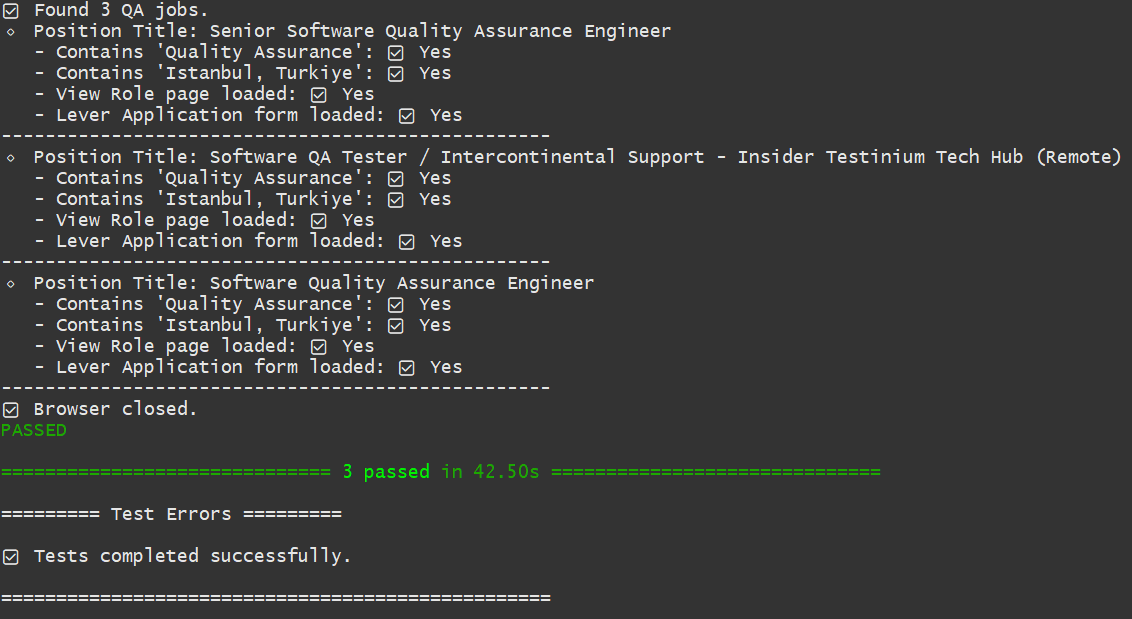 ☑ Found 3 QA jobs.
⋄ Position Title: Senior Software Quality Assurance Engineer
   - Contains 'Quality Assurance': ☑ Yes
   - Contains 'Istanbul, Turkiye': ☑ Yes
   - View Role page loaded: ☑ Yes
   - Lever Application form loaded: ☑ Yes
--------------------------------------------------
⋄ Position Title: Software QA Tester / Intercontinental Support - Insider Testinium Tech Hub (Remote)
   - Contains 'Quality Assurance': ☑ Yes
   - Contains 'Istanbul, Turkiye': ☑ Yes
   - View Role page loaded: ☑ Yes
   - Lever Application form loaded: ☑ Yes
--------------------------------------------------
⋄ Position Title: Software Quality Assurance Engineer
   - Contains 'Quality Assurance': ☑ Yes
   - Contains 'Istanbul, Turkiye': ☑ Yes
   - View Role page loaded: ☑ Yes
   - Lever Application form loaded: ☑ Yes
--------------------------------------------------
☑ Browser closed.
PASSED
============================== 3 passed in 42.50s ==============================
========= Test Errors =========
☑ Tests completed successfully.
==================================================